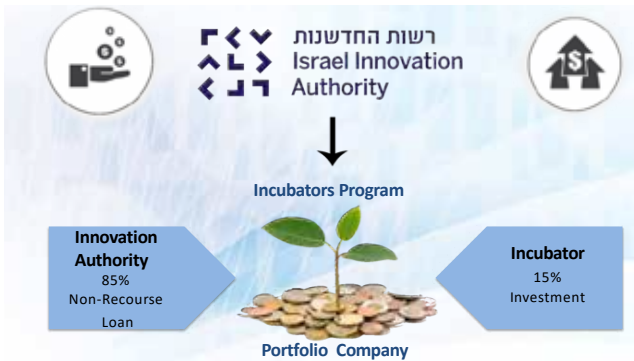 רשות החדשנות
Israel Innovation
Authority
Incubators Program
Innovation
Authority
85%
Non-Recourse
Loan
Incubator
15%
Investment
Portfolio Company